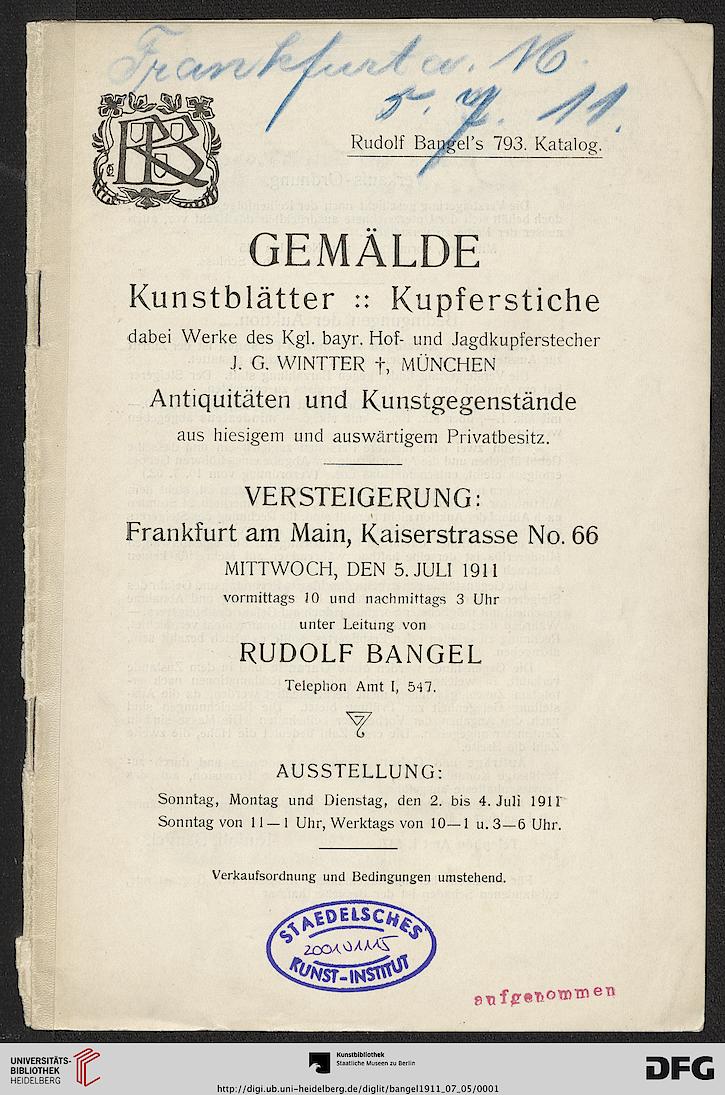 Frankfurt a. M.
5. 7. 11.
Rudolf Bangel's 793. Katalog.
RB
GEMÄLDE
Kunstblätter :: Kupferstiche
dabei Werke des Kgl. bayr. Hof- und Jagdkupferstecher
J. G. WINTTER †, MÜNCHEN
Antiquitäten und Kunstgegenstände
aus hiesigem und auswärtigem Privatbesitz.
VERSTEIGERUNG:
Frankfurt am Main, Kaiserstrasse No. 66
MITTWOCH, DEN 5. JULI 1911
vormittags 10 und nachmittags 3 Uhr
unter Leitung von
RUDOLF BANGEL
Telephon Amt I, 547.
AUSSTELLUNG:
Sonntag, Montag und Dienstag, den 2. bis 4. Juli 1911
Sonntag von 11—1 Uhr, Werktags von 10—1 u. 3—6 Uhr.
Verkaufsordnung und Bedingungen umstehend.
STAEDELSCHES
KUNST-INSTITUT
aufgenommen
UNIVERSITÄTS-
BIBLIOTHEK
HEIDELBERG
Kunstbibliothek
Staatliche Museen zu Berlin
DFG
http://digi.ub.uni-heidelberg.de/diglit/bangel1911_07_05/0001